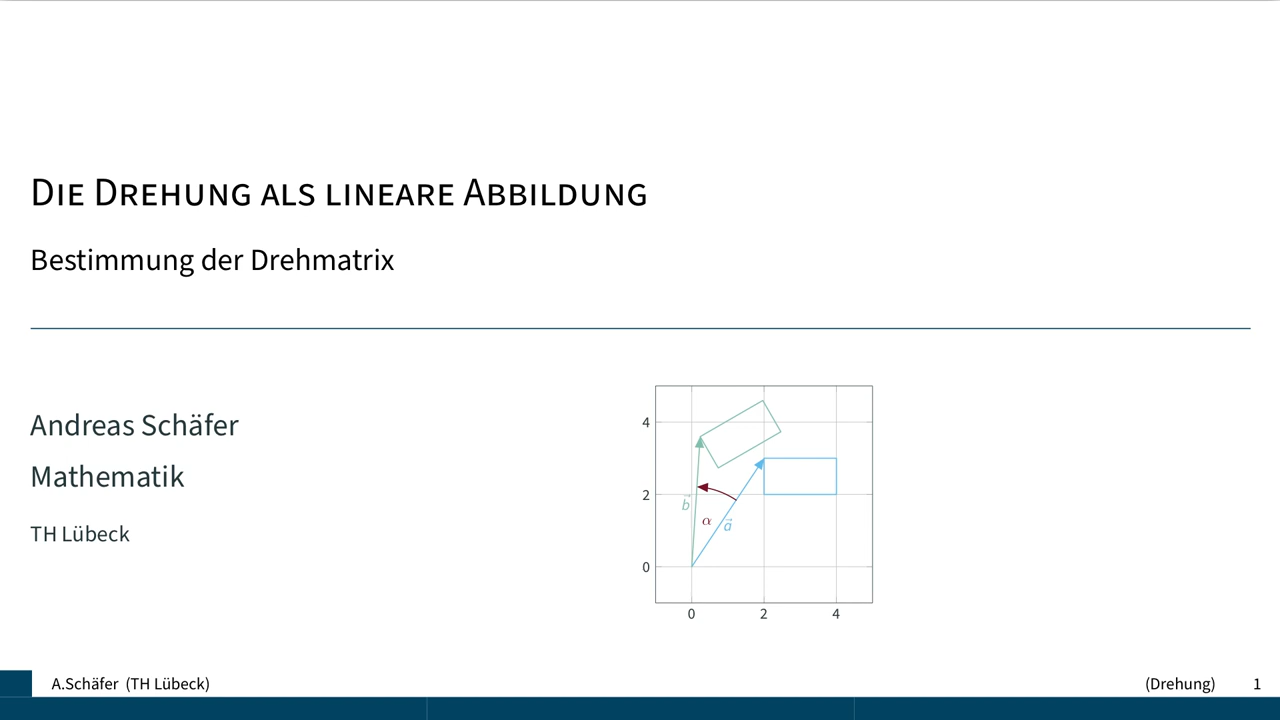 Die Drehung als lineare Abbildung
Bestimmung der Drehmatrix
Andreas Schäfer
Mathematik
TH Lübeck
4
2
0
0 2 4
b⃗
α
a⃗
A.Schäfer (TH Lübeck) (Drehung) 1